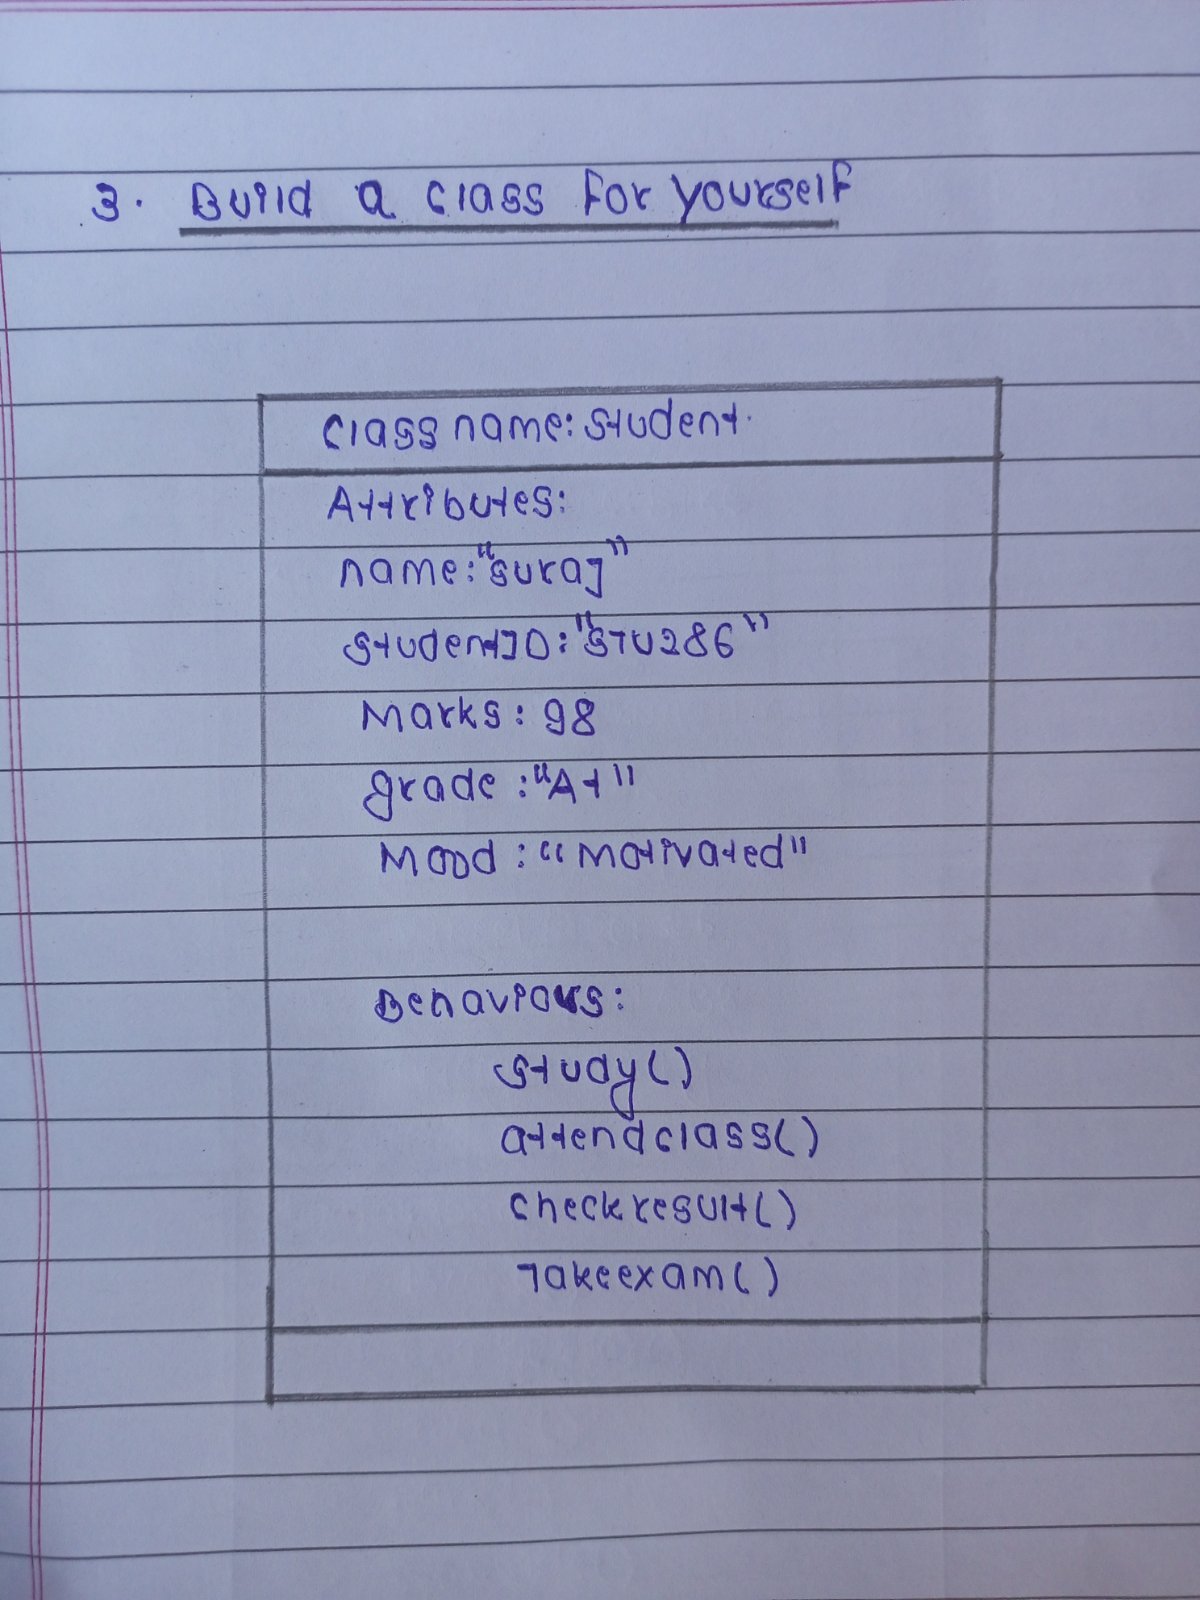 3. Build a class for yourself
class name: student.
Attributes:
name: "suraj"
studentID: "STU286"
Marks: 98
grade: "A+"
Mood: "Motivated"
Behaviours:
study()
attendclass()
checkresult()
Takeexam()